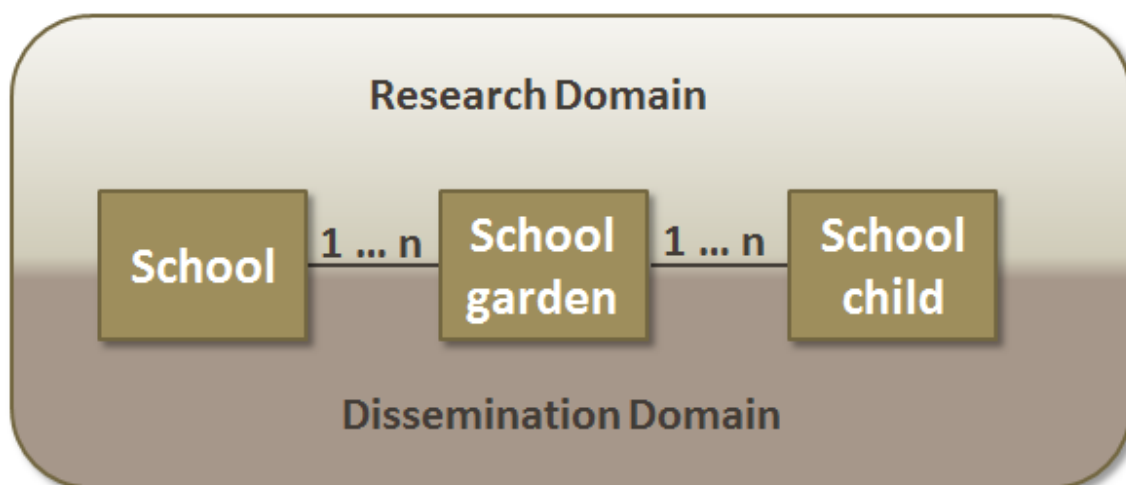 Research Domain
School
1 ... n
School
garden
1 ... n
School
child
Dissemination Domain